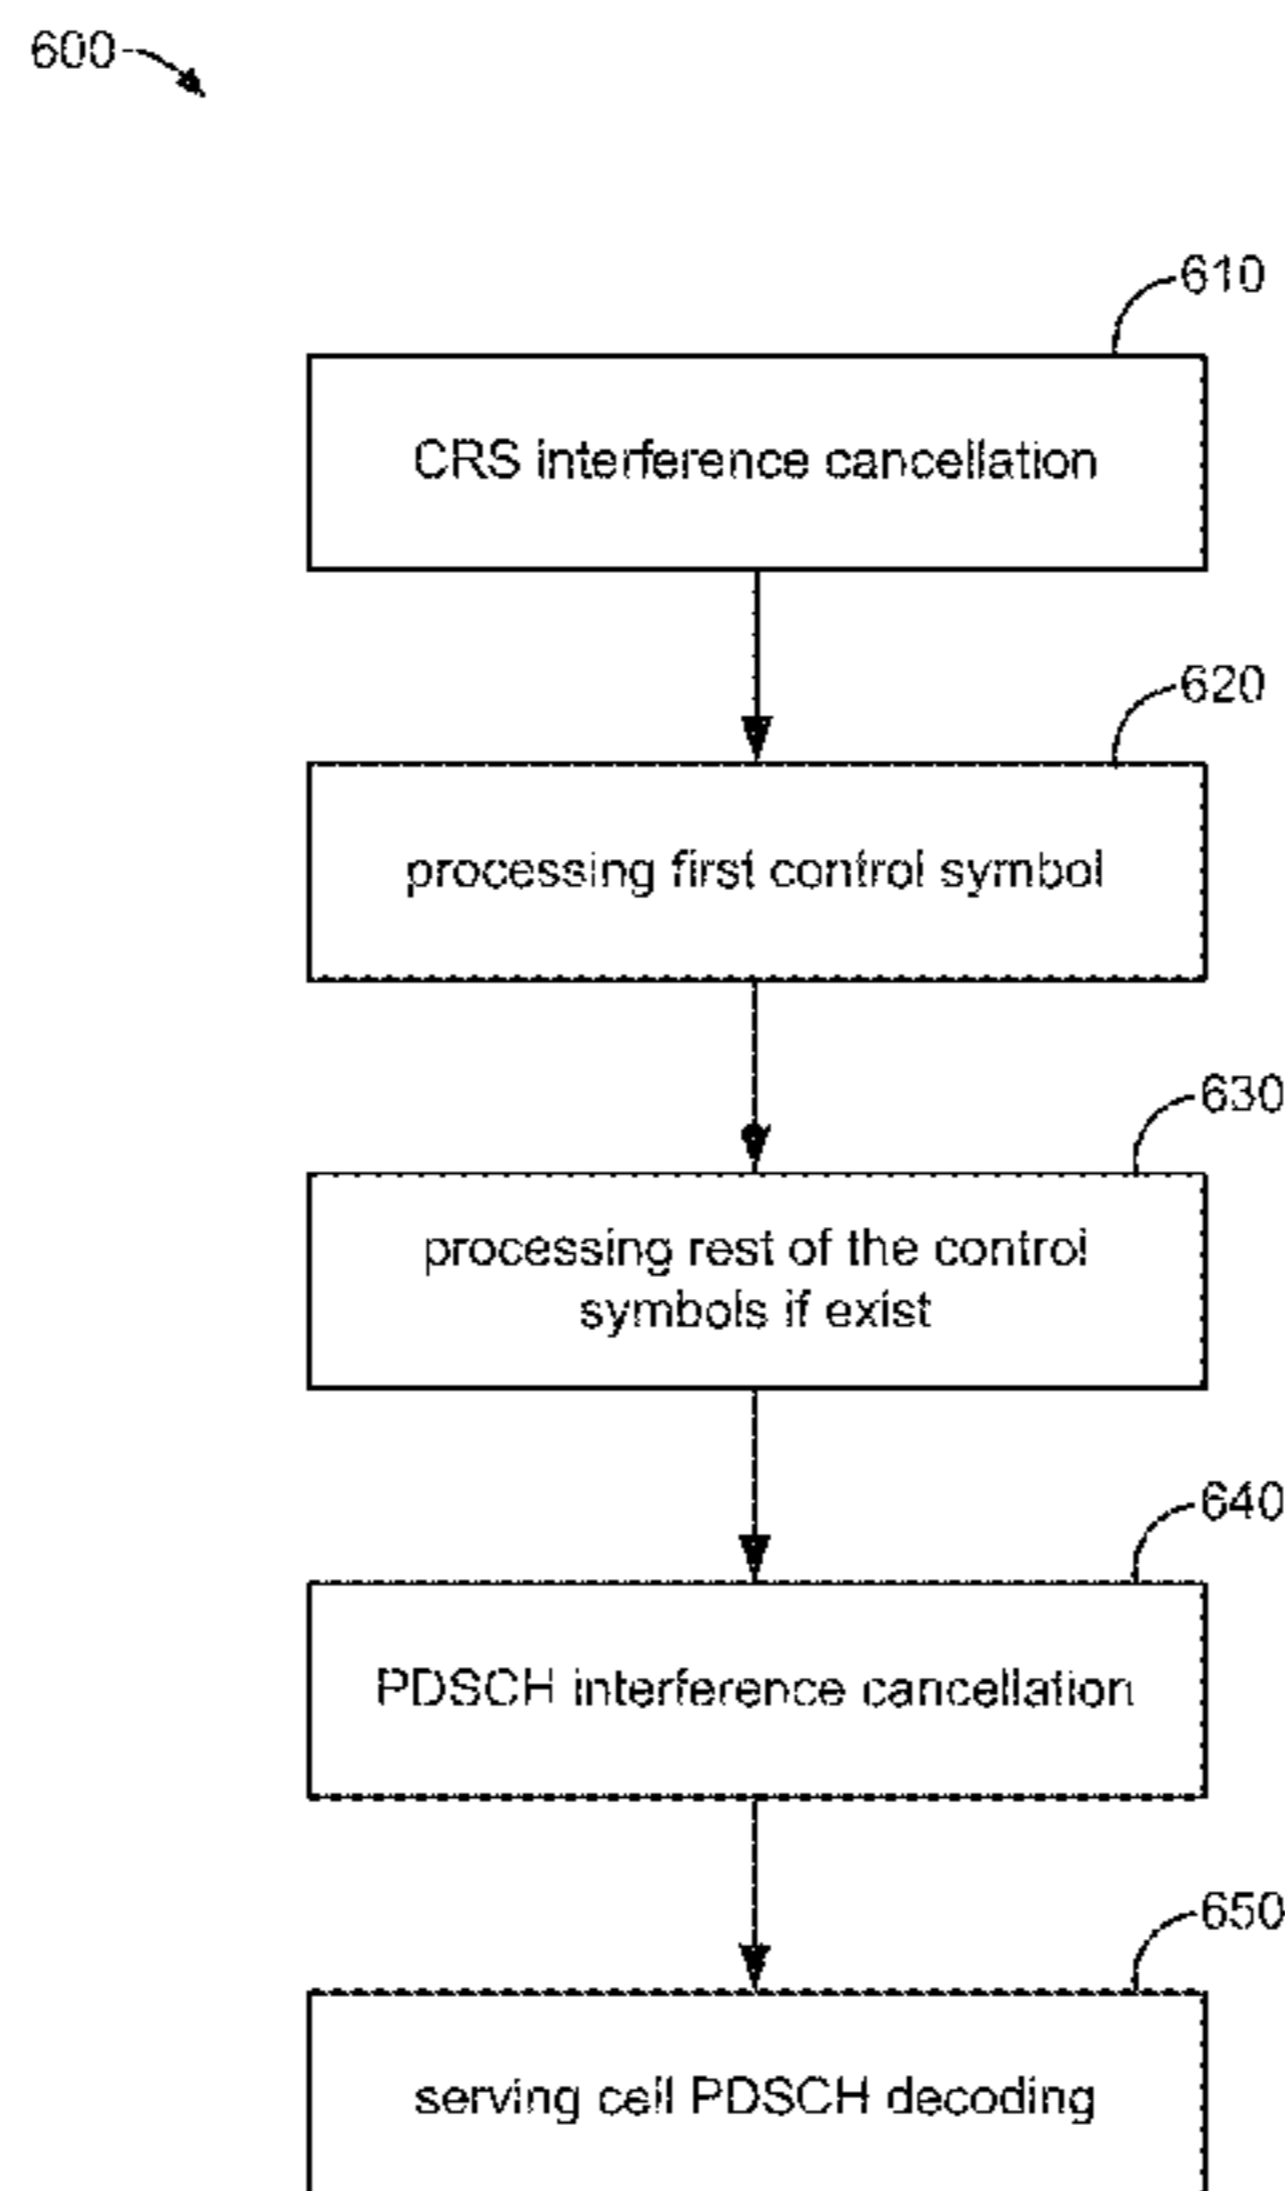 600
610
CRS interference cancellation
620
processing first control symbol
630
processing rest of the control
symbols if exist
640
PDSCH interference cancellation
650
serving cell PDSCH decoding